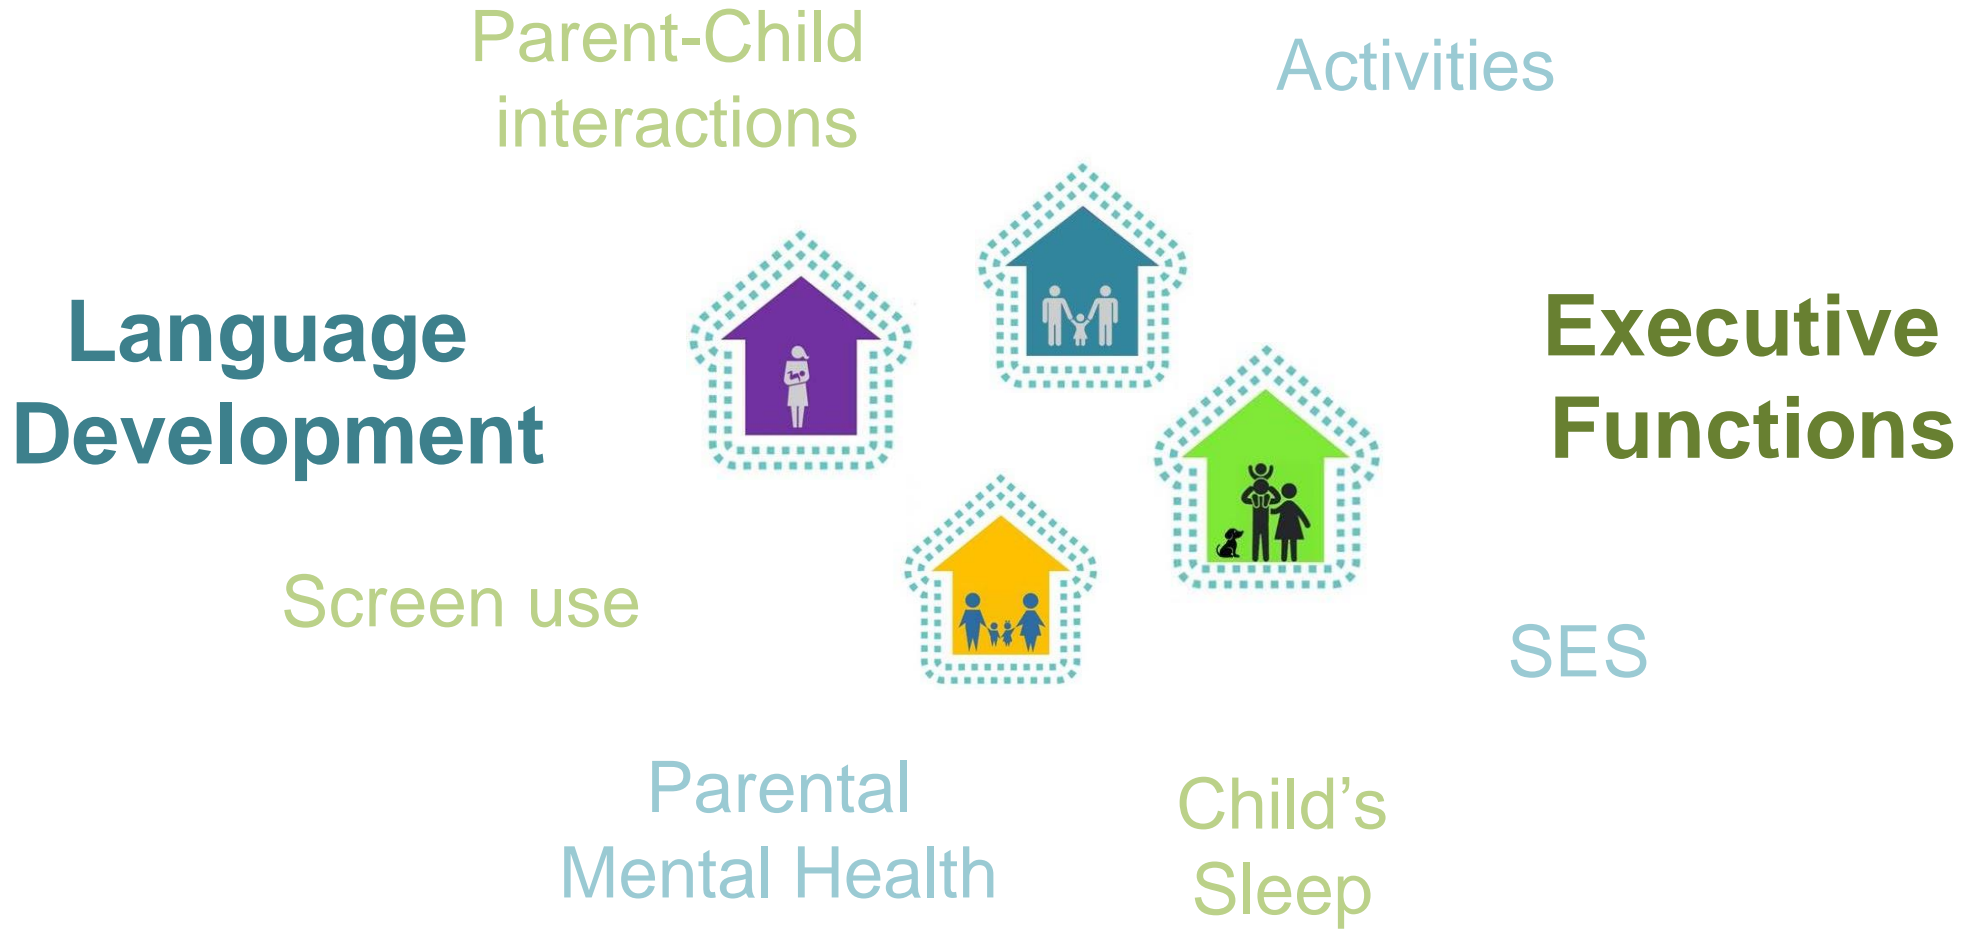 Parent-Child
interactions
Activities
Language
Development
Executive
Functions
Screen use
SES
Parental
Mental Health
Child’s
Sleep